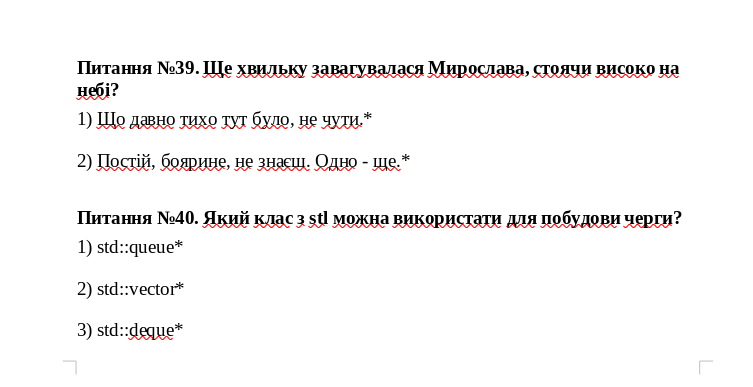 Питання №39. Ще хвильку завагувалася Мирослава, стоячи високо на
небі?
1) Що давно тихо тут було, не чути.*
2) Постій, боярине, не знаєш. Одно - ще.*
Питання №40. Який клас з stl можна використати для побудови черги?
1) std::queue*
2) std::vector*
3) std::deque*